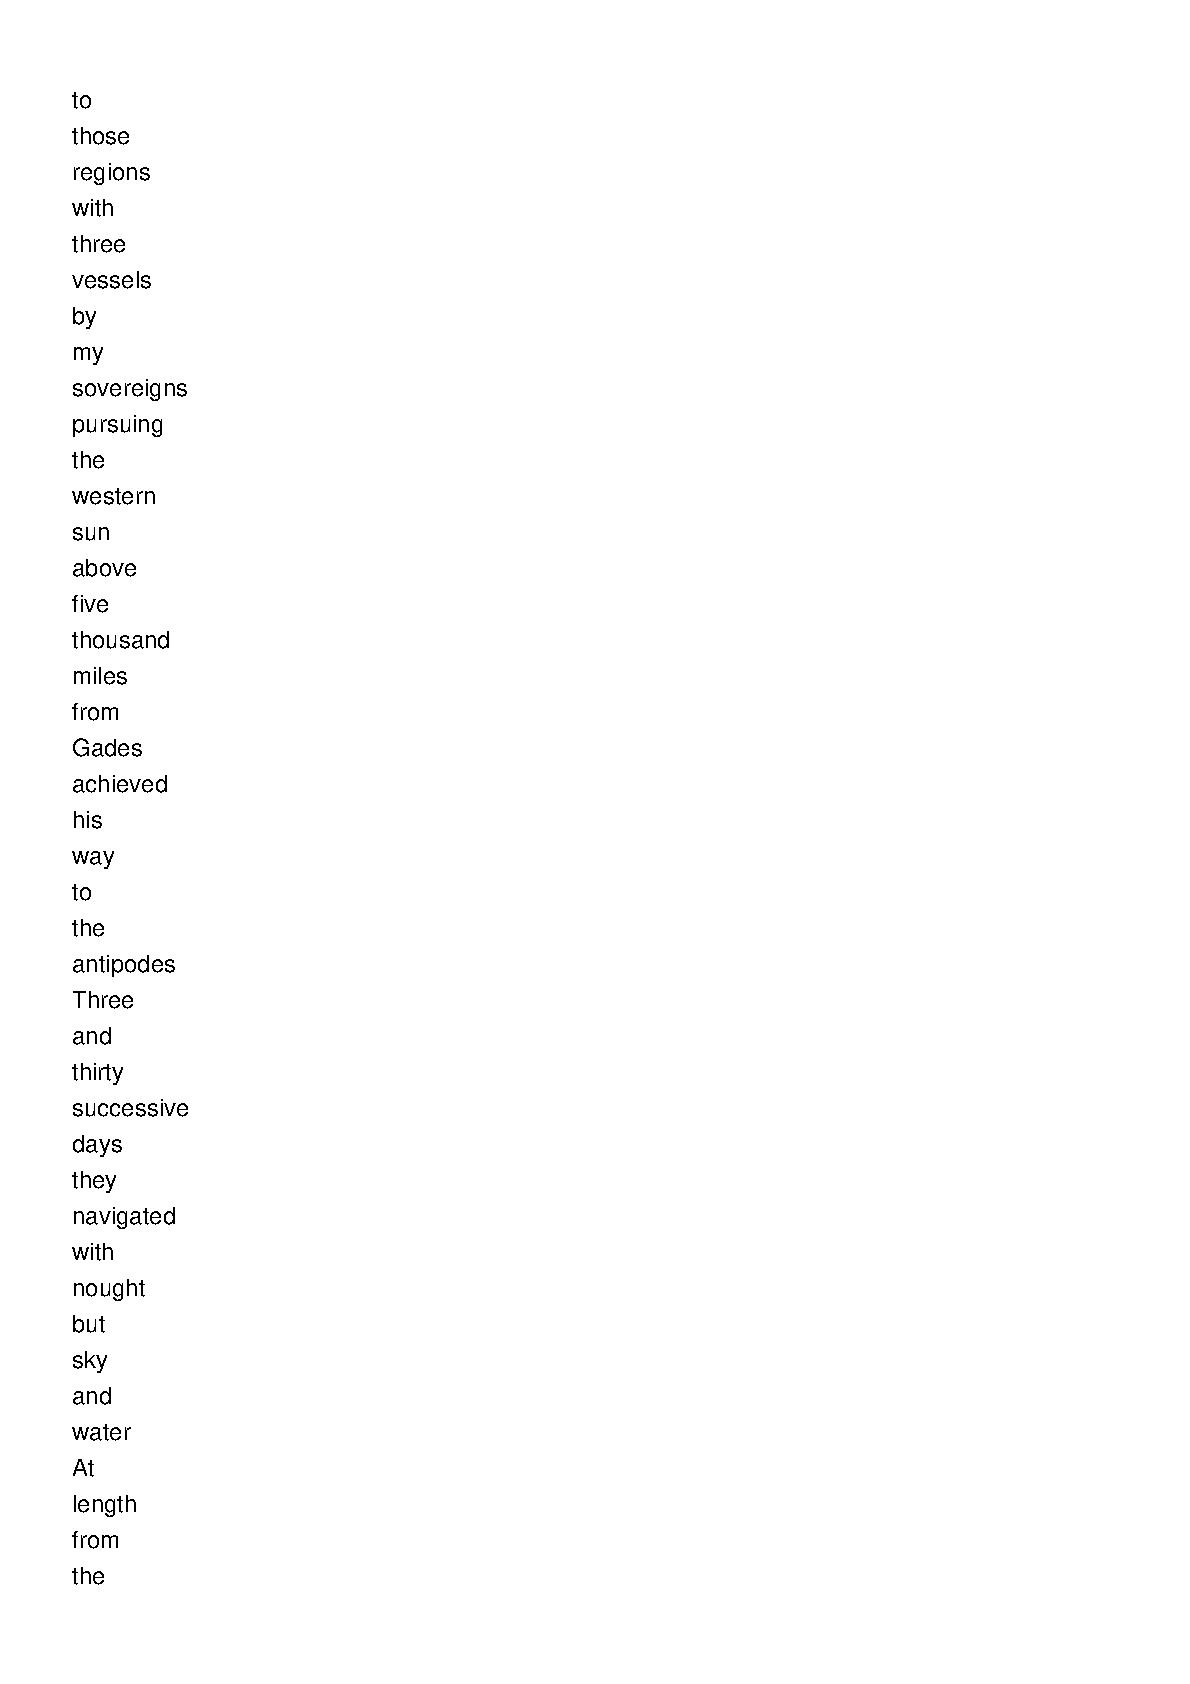 to
those
regions
with
three
vessels
by
my
sovereigns
pursuing
the
western
sun
above
five
thousand
miles
from
Gades
achieved
his
way
to
the
antipodes
Three
and
thirty
successive
days
they
navigated
with
nought
but
sky
and
water
At
length
from
the